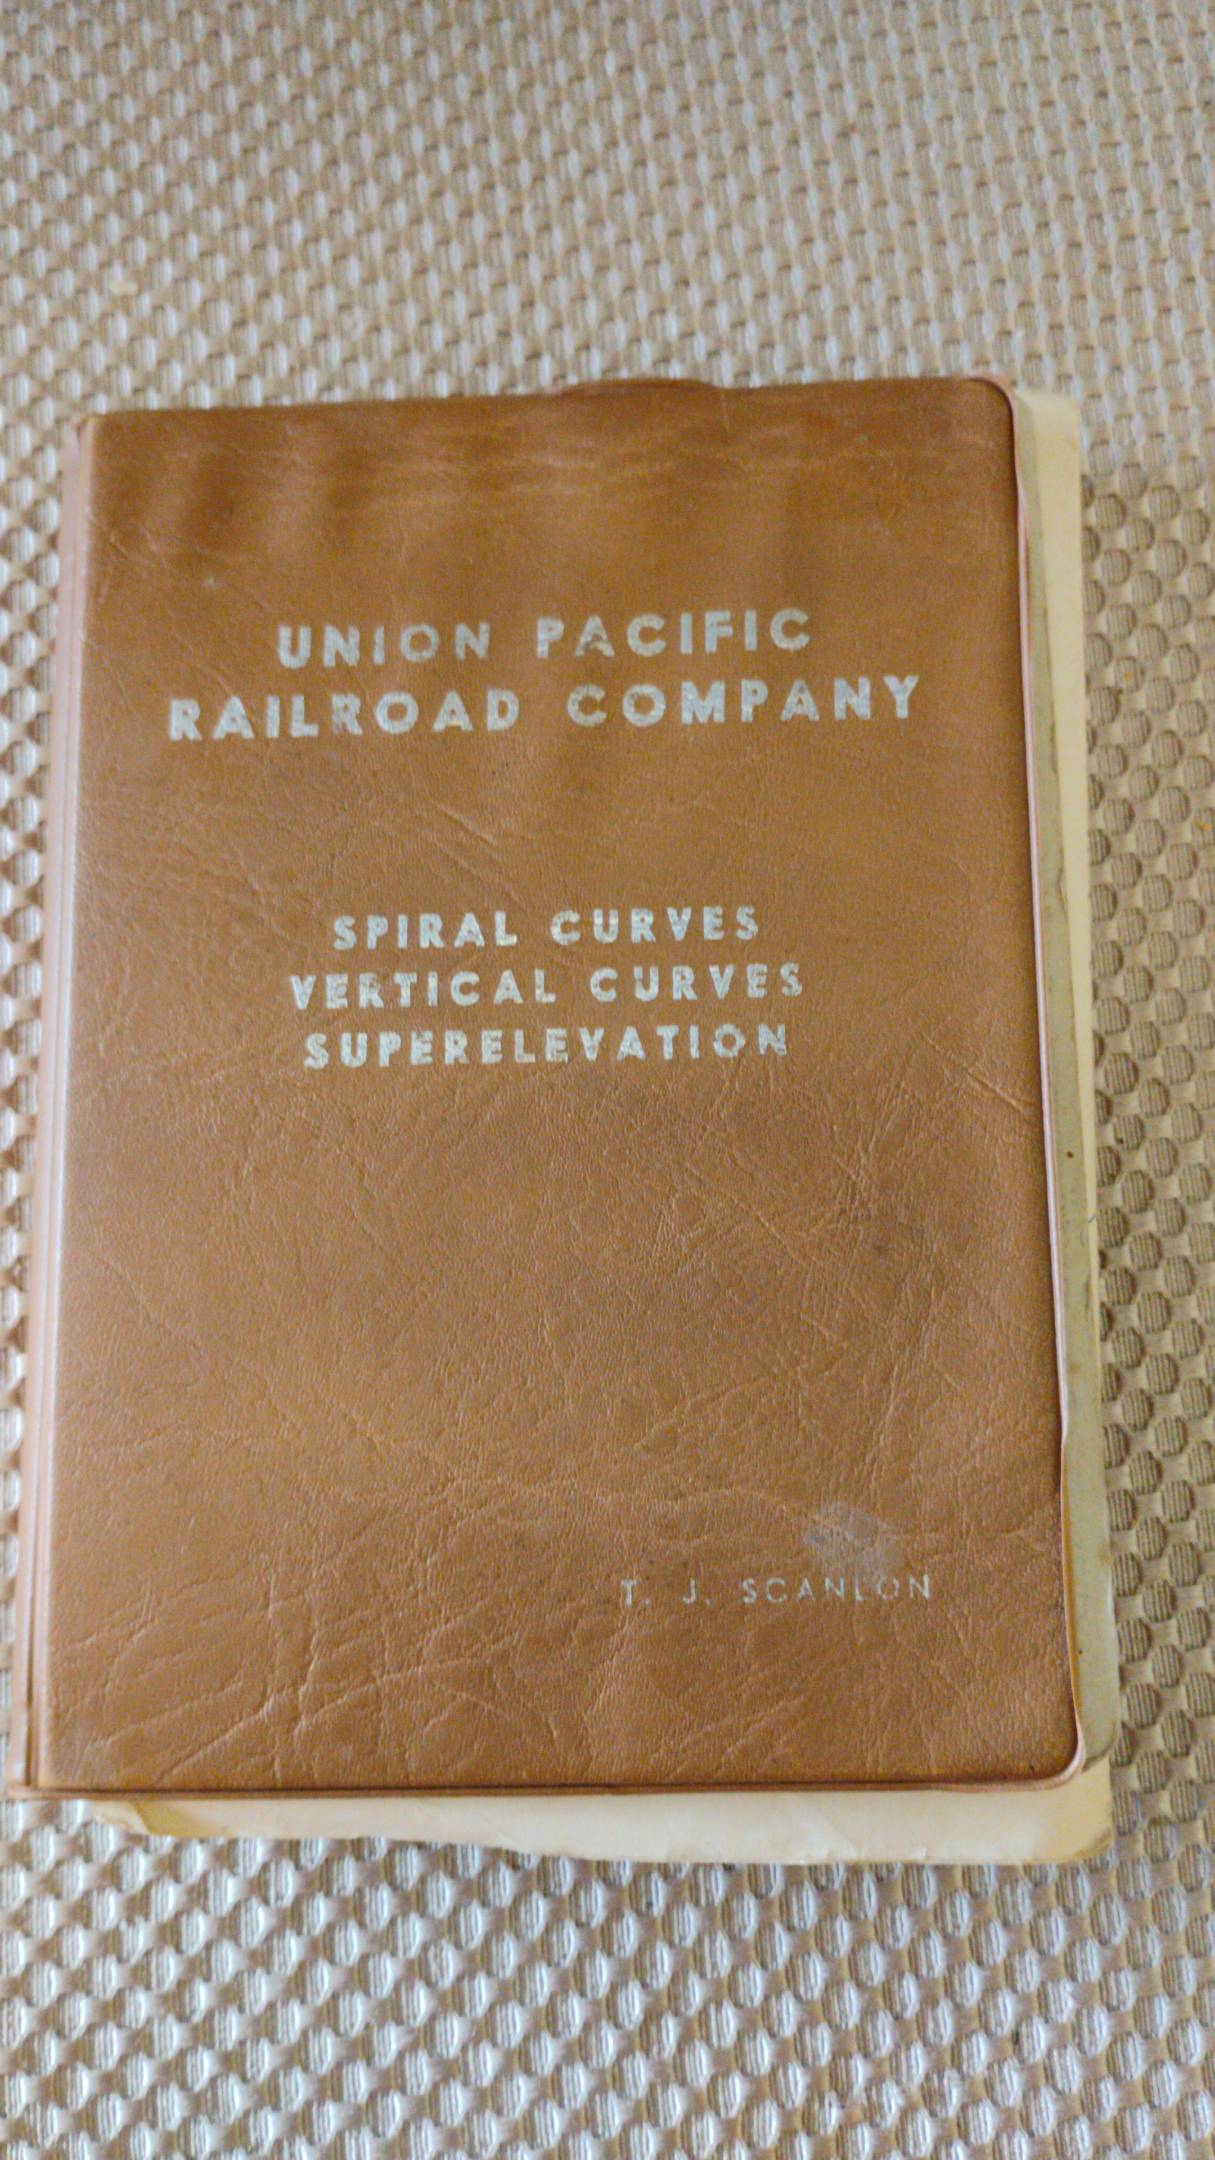 UNION PACIFIC
RAILROAD COMPANY
SPIRAL CURVES
VERTICAL CURVES
SUPERELEVATION
T. J. SCANLON